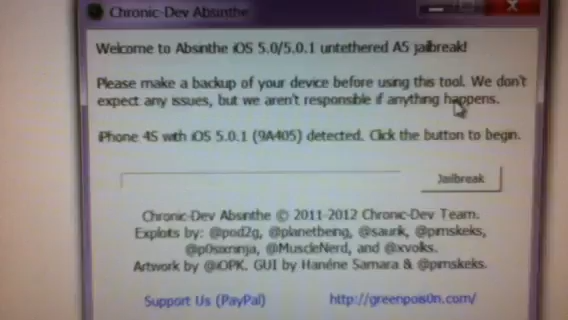 Chronic-Dev Absinthe
Welcome to Absinthe iOS 5.0/5.0.1 untethered A5 jailbreak!
Please make a backup of your device before using this tool. We don't
expect any issues, but we aren't responsible if anything happens.
iPhone 4S with iOS 5.0.1 (9A405) detected. Click the button to begin.
Jailbreak
Chronic-Dev Absinthe © 2011-2012 Chronic-Dev Team.
Exploits by: @pod2g, @planetbeing, @saurik, @pimskeks,
@p0sixninja, @MuscleNerd, and @xvolks.
Artwork by @iOPK. GUI by Hanéne Samara & @pimskeks.
Support Us (PayPal)
http://greenpois0n.com/